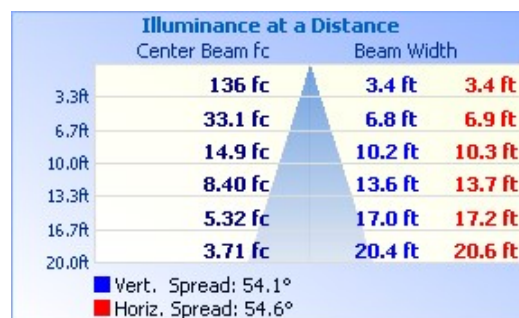 Illuminance at a Distance
Center Beam fc Beam Width
3.3ft 136 fc 3.4 ft 3.4 ft
6.7ft 33.1 fc 6.8 ft 6.9 ft
10.0ft 14.9 fc 10.2 ft 10.3 ft
13.3ft 8.40 fc 13.6 ft 13.7 ft
16.7ft 5.32 fc 17.0 ft 17.2 ft
20.0ft 3.71 fc 20.4 ft 20.6 ft
Vert. Spread: 54.1°
Horiz. Spread: 54.6°